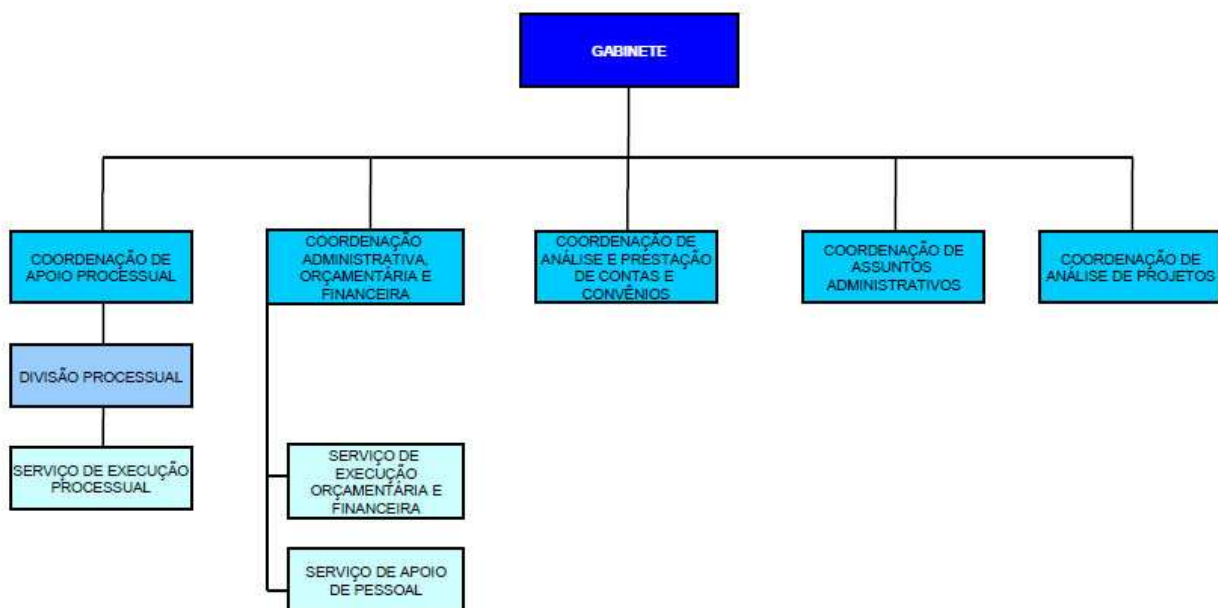 GABINETE
COORDENAÇÃO DE
APOIO PROCESSUAL
COORDENAÇÃO
ADMINISTRATIVA,
ORÇAMENTÁRIA E
FINANCEIRA
COORDENAÇÃO DE
ANÁLISE E PRESTAÇÃO
DE CONTAS E
CONVÊNIOS
COORDENAÇÃO DE
ASSUNTOS
ADMINISTRATIVOS
COORDENAÇÃO DE
ANÁLISE DE PROJETOS
DIVISÃO PROCESSUAL
SERVIÇO DE EXECUÇÃO
PROCESSUAL
SERVIÇO DE
EXECUÇÃO
ORÇAMENTÁRIA E
FINANCEIRA
SERVIÇO DE APOIO
DE PESSOAL